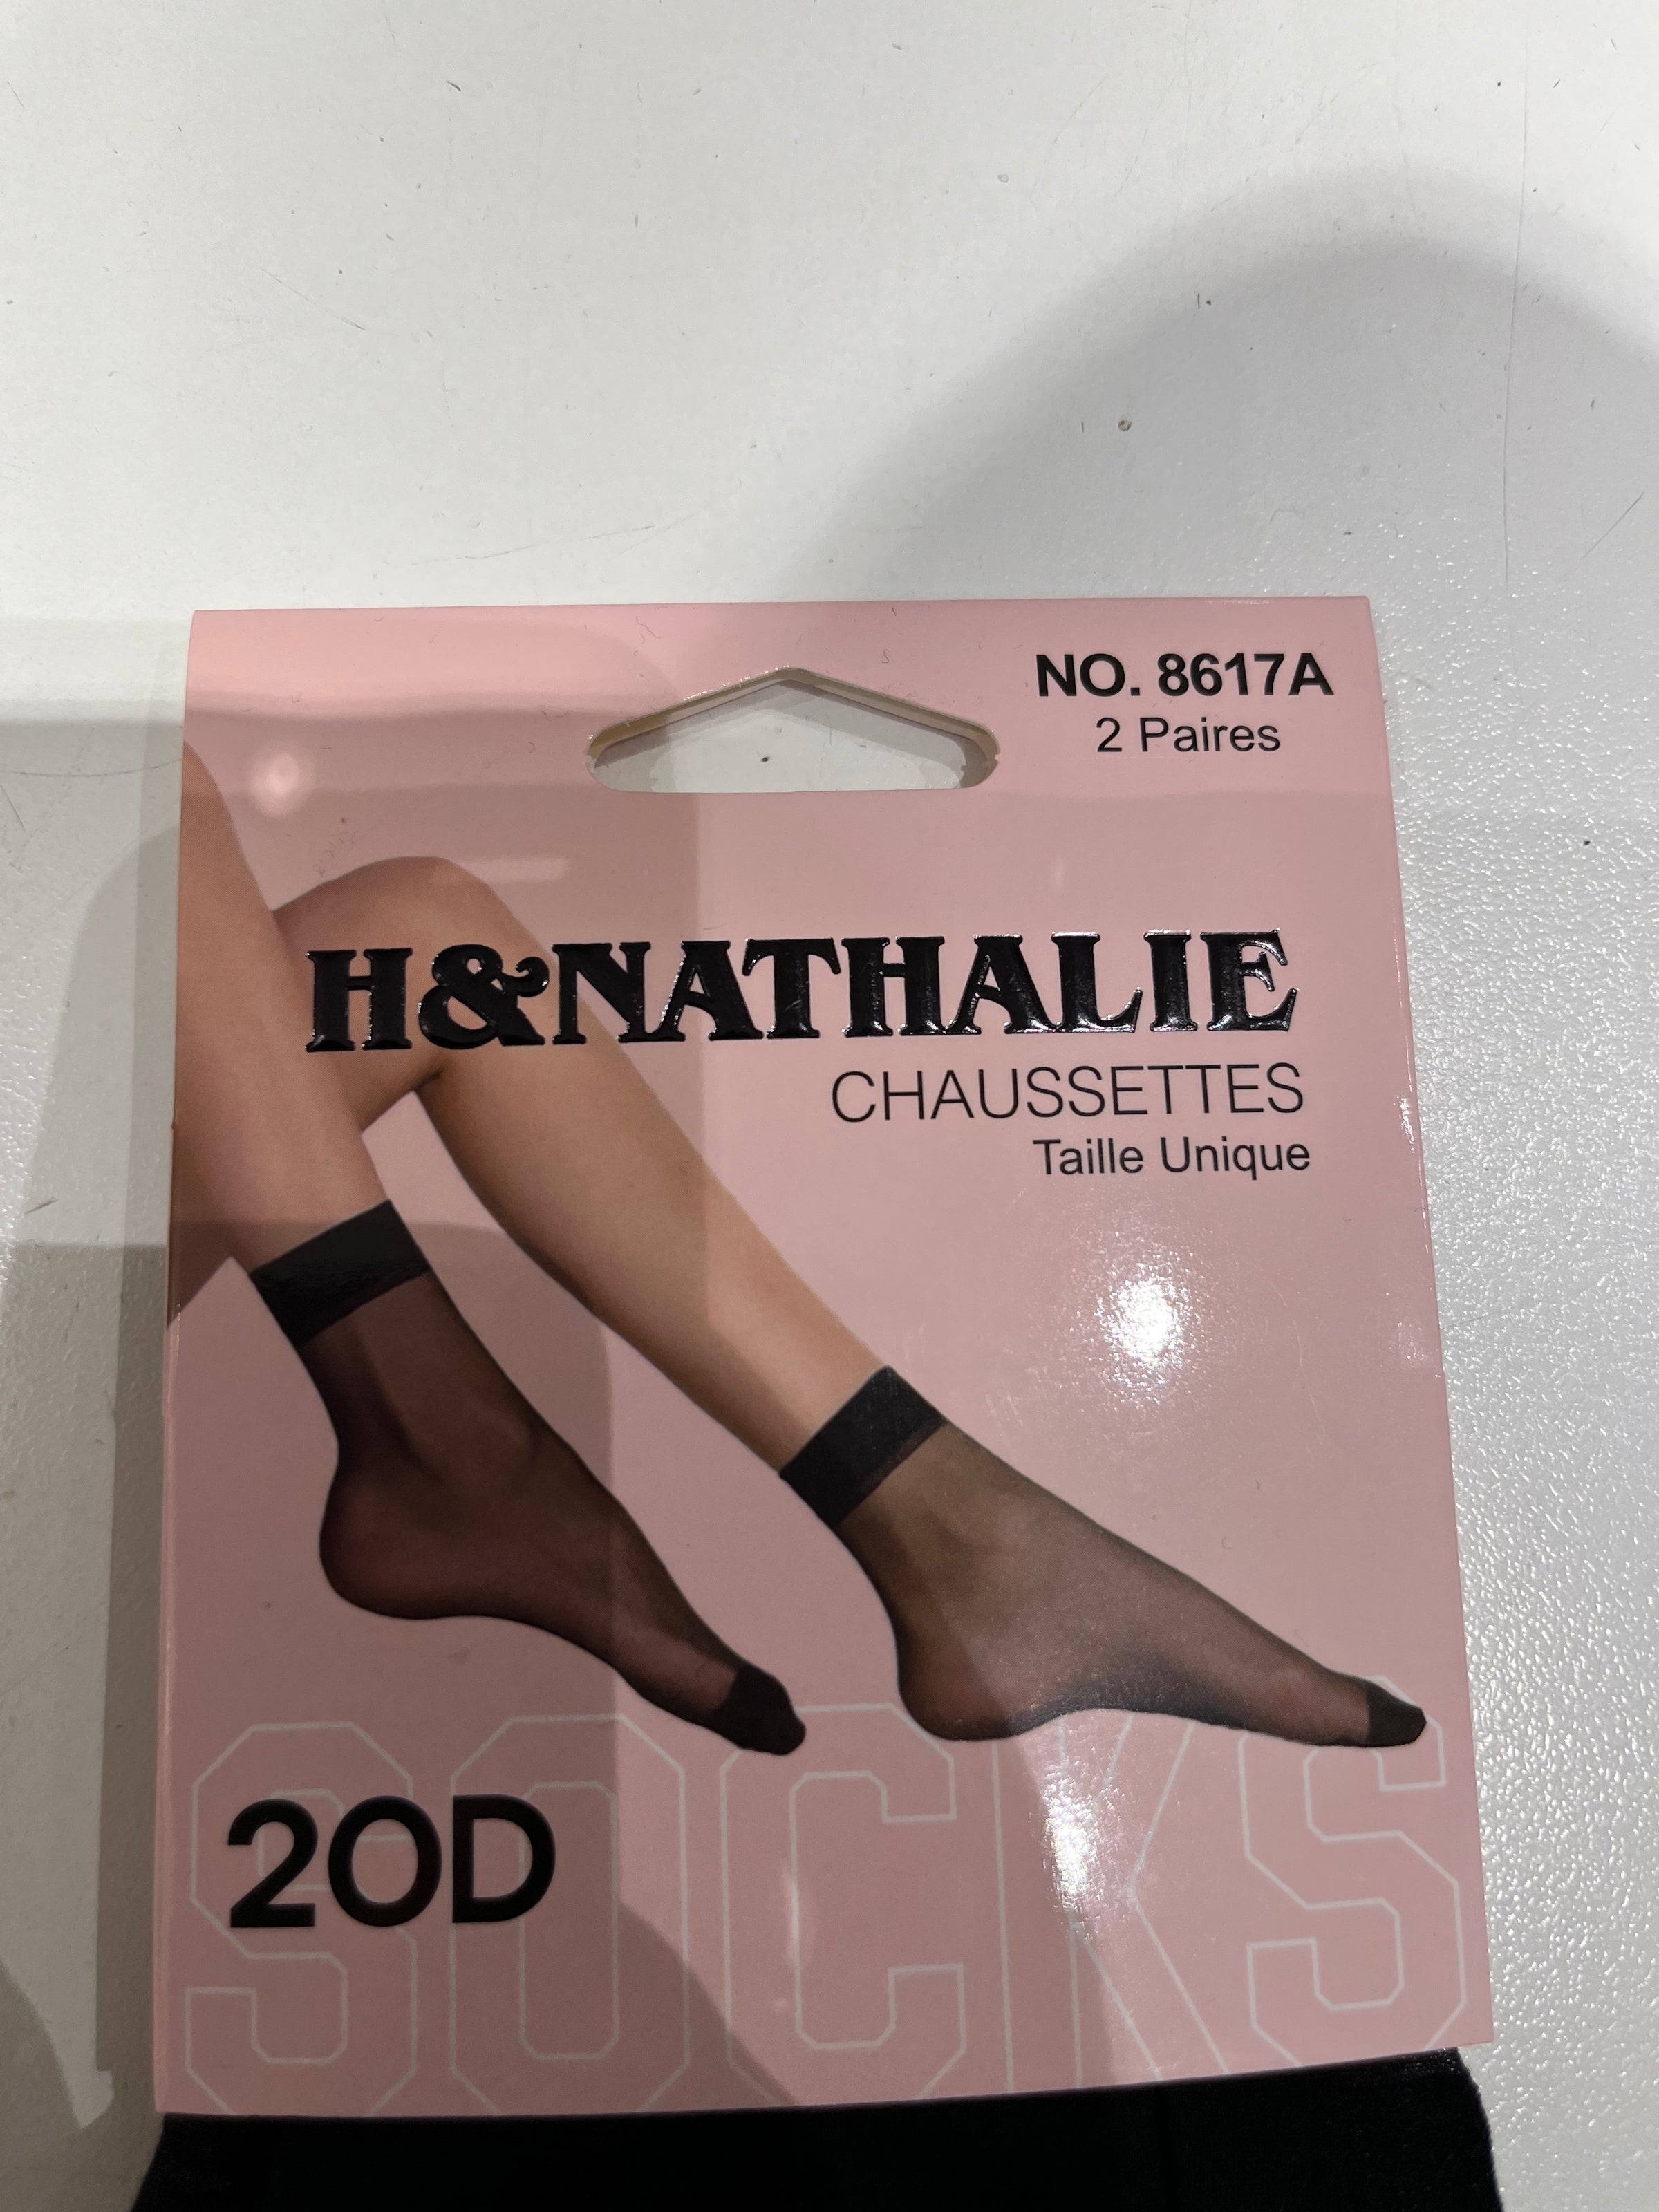 NO. 8617A
2 Paires
H&NATHALIE
CHAUSSETTES
Taille Unique
20D
SOCKS